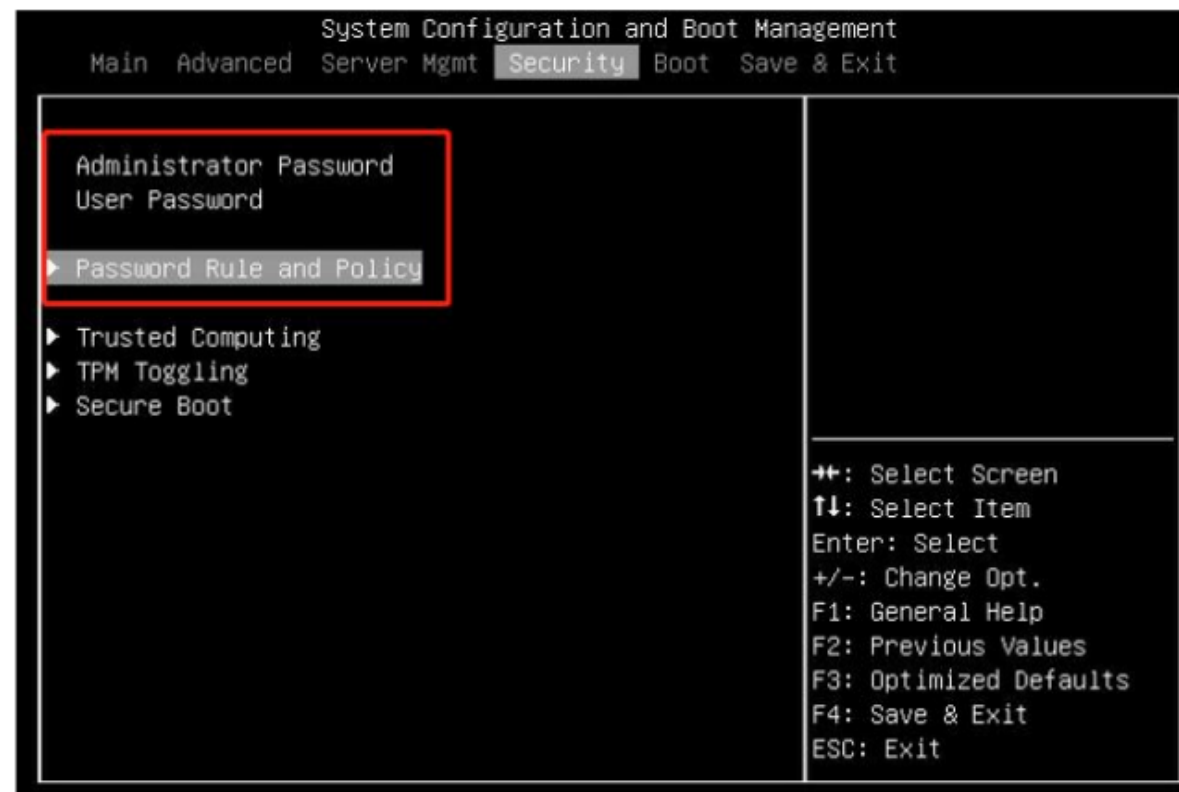 System Configuration and Boot Management
Main Advanced Server Mgmt Security Boot Save & Exit
Administrator Password
User Password
Password Rule and Policy
Trusted Computing
TPM Toggling
Secure Boot
→←: Select Screen
↑↓: Select Item
Enter: Select
+/-: Change Opt.
F1: General Help
F2: Previous Values
F3: Optimized Defaults
F4: Save & Exit
ESC: Exit